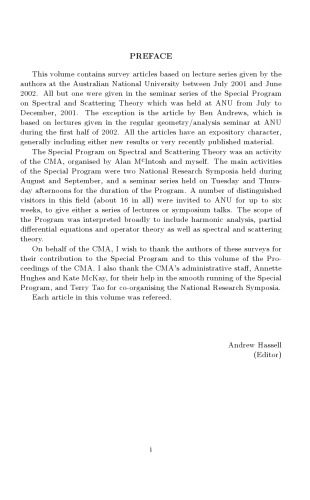 PREFACE
This volume contains survey articles based on lecture series given by the
authors at the Australian National University between July 2001 and June
2002. All but one were given in the seminar series of the Special Program
on Spectral and Scattering Theory which was held at ANU from July to
December, 2001. The exception is the article by Ben Andrews, which is
based on lectures given in the regular geometry/analysis seminar at ANU
during the first half of 2002. All the articles have an expository character,
generally including either new results or very recently published material.
The Special Program on Spectral and Scattering Theory was an activity
of the CMA, organised by Alan McIntosh and myself. The main activities
of the Special Program were two National Research Symposia held during
August and September, and a seminar series held on Tuesday and Thurs-
day afternoons for the duration of the Program. A number of distinguished
visitors in this field (about 16 in all) were invited to ANU for up to six
weeks, to give either a series of lectures or symposium talks. The scope of
the Program was interpreted broadly to include harmonic analysis, partial
differential equations and operator theory as well as spectral and scattering
theory.
On behalf of the CMA, I wish to thank the authors of these surveys for
their contribution to the Special Program and to this volume of the Pro-
ceedings of the CMA. I also thank the CMA's administrative staff, Annette
Hughes and Kate McKay, for their help in the smooth running of the Special
Program, and Terry Tao for co-organising the National Research Symposia.
Each article in this volume was refereed.
Andrew Hassell
(Editor)
i